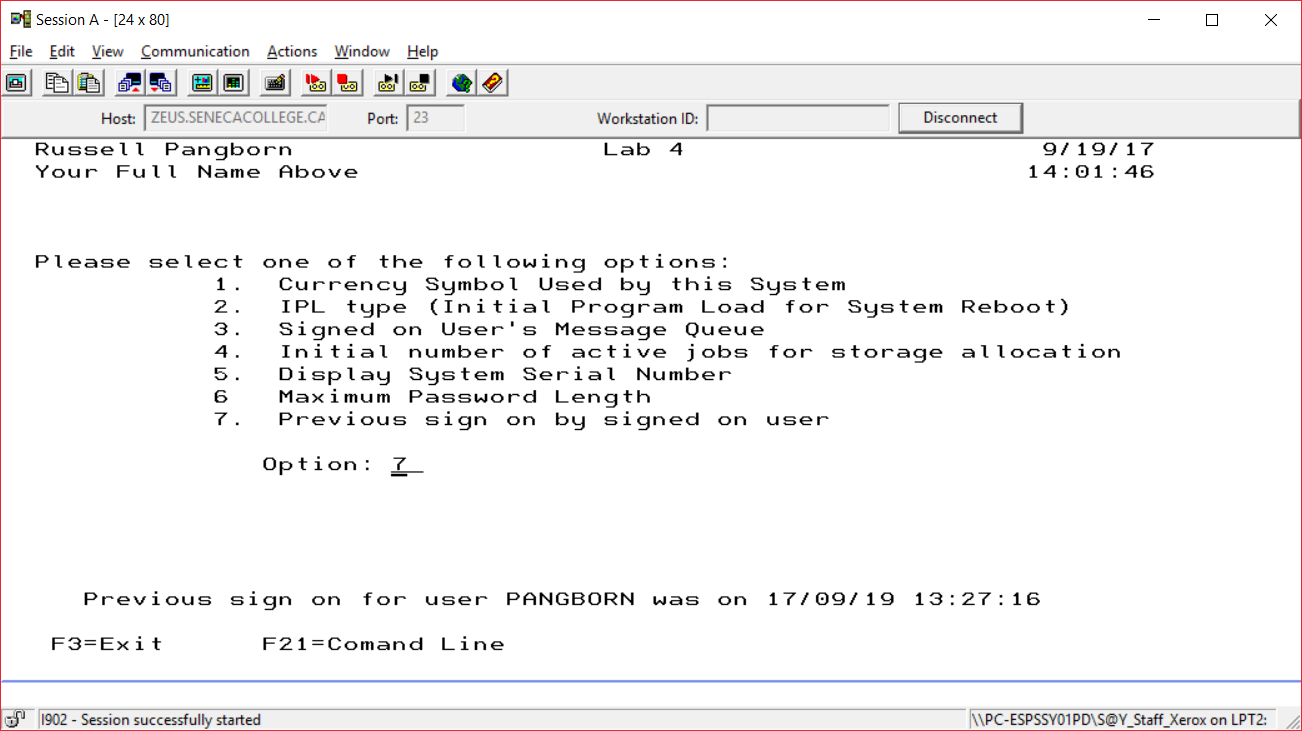 Session A - [24 x 80]
File Edit View Communication Actions Window Help
Host: ZEUS.SENECACOLLEGE.CA Port: 23 Workstation ID: Disconnect
Russell Pangborn Lab 4 9/19/17
Your Full Name Above 14:01:46
Please select one of the following options:
1. Currency Symbol Used by this System
2. IPL type (Initial Program Load for System Reboot)
3. Signed on User's Message Queue
4. Initial number of active jobs for storage allocation
5. Display System Serial Number
6 Maximum Password Length
7. Previous sign on by signed on user
Option: 7
Previous sign on for user PANGBORN was on 17/09/19 13:27:16
F3=Exit F21=Comand Line
I902 - Session successfully started \\PC-ESPSSY01PD\S@Y_Staff_Xerox on LPT2: